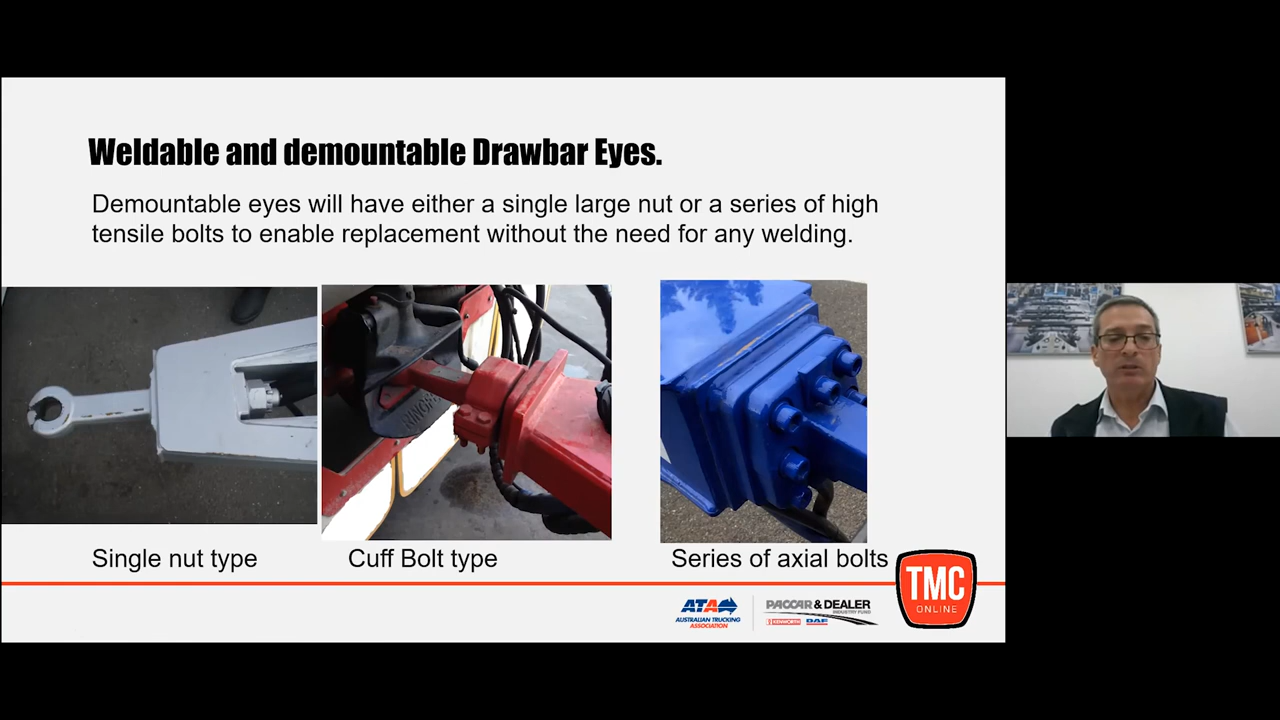 Weldable and demountable Drawbar Eyes.
Demountable eyes will have either a single large nut or a series of high
tensile bolts to enable replacement without the need for any welding.
Single nut type
Cuff Bolt type
Series of axial bolts
ATA
AUSTRALIAN TRUCKING
ASSOCIATION
PACCAR & DEALER
INDUSTRY FUND
KENWORTH
DAF
TMC
ONLINE